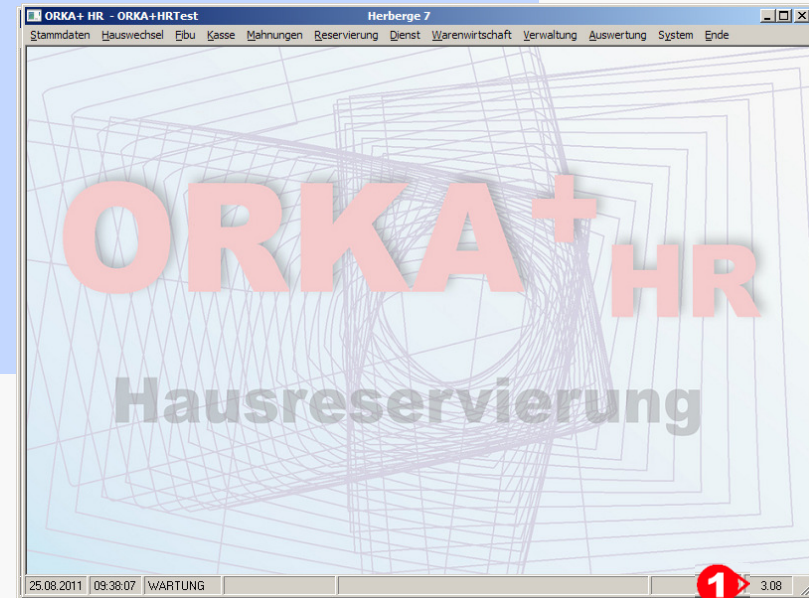 ORKA+ HR - ORKA+HRTest Herberge 7
Stammdaten Hauswechsel Fibu Kasse Mahnungen Reservierung Dienst Warenwirtschaft Verwaltung Auswertung System Ende
ORKA+ HR
Hausreservierung
25.08.2011 09:38:07 WARTUNG 1 3.08